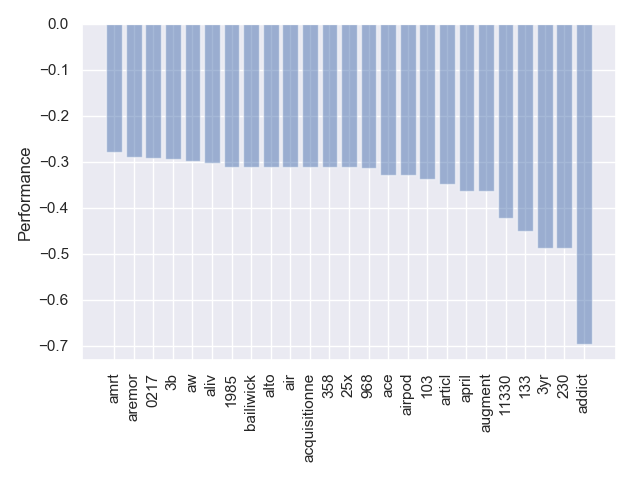 0.0
−0.1
−0.2
−0.3
−0.4
−0.5
−0.6
−0.7
Performance
amrt
aremor
0217
3b
aw
aliv
1985
bailiwick
alto
air
acquisitionne
358
25x
968
ace
airpod
103
articl
april
augment
11330
133
3yr
230
addict